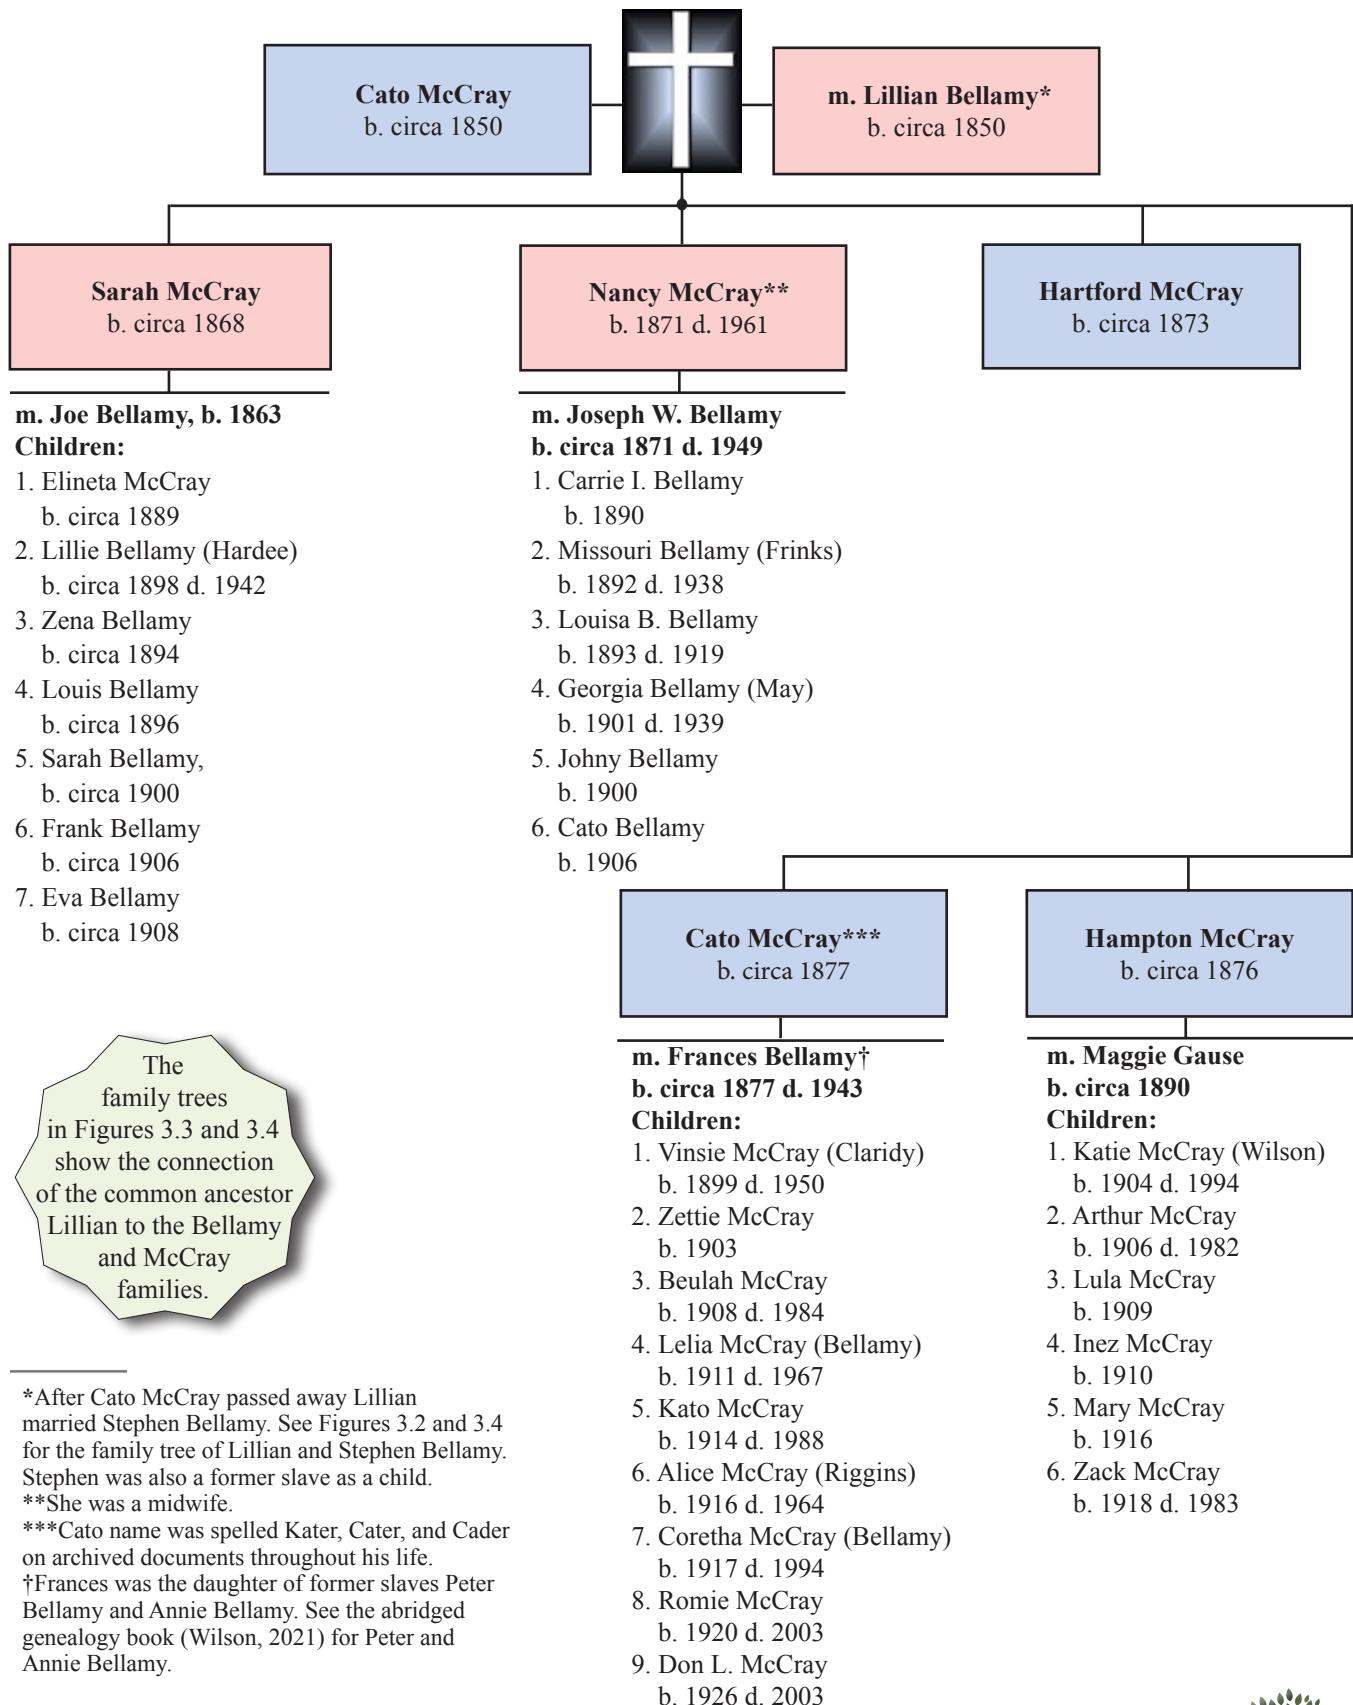 Cato McCray
b. circa 1850
m. Lillian Bellamy*
b. circa 1850
Sarah McCray
b. circa 1868
Nancy McCray**
b. 1871 d. 1961
Hartford McCray
b. circa 1873
m. Joe Bellamy, b. 1863
Children:
1. Elineta McCray
b. circa 1889
2. Lillie Bellamy (Hardee)
b. circa 1898 d. 1942
3. Zena Bellamy
b. circa 1894
4. Louis Bellamy
b. circa 1896
5. Sarah Bellamy,
b. circa 1900
6. Frank Bellamy
b. circa 1906
7. Eva Bellamy
b. circa 1908
m. Joseph W. Bellamy
b. circa 1871 d. 1949
1. Carrie I. Bellamy
b. 1890
2. Missouri Bellamy (Frinks)
b. 1892 d. 1938
3. Louisa B. Bellamy
b. 1893 d. 1919
4. Georgia Bellamy (May)
b. 1901 d. 1939
5. Johny Bellamy
b. 1900
6. Cato Bellamy
b. 1906
Cato McCray***
b. circa 1877
Hampton McCray
b. circa 1876
m. Frances Bellamy†
b. circa 1877 d. 1943
Children:
1. Vinsie McCray (Claridy)
b. 1899 d. 1950
2. Zettie McCray
b. 1903
3. Beulah McCray
b. 1908 d. 1984
4. Lelia McCray (Bellamy)
b. 1911 d. 1967
5. Kato McCray
b. 1914 d. 1988
6. Alice McCray (Riggins)
b. 1916 d. 1964
7. Coretha McCray (Bellamy)
b. 1917 d. 1994
8. Romie McCray
b. 1920 d. 2003
9. Don L. McCray
b. 1926 d. 2003
m. Maggie Gause
b. circa 1890
Children:
1. Katie McCray (Wilson)
b. 1904 d. 1994
2. Arthur McCray
b. 1906 d. 1982
3. Lula McCray
b. 1909
4. Inez McCray
b. 1910
5. Mary McCray
b. 1916
6. Zack McCray
b. 1918 d. 1983
The
family trees
in Figures 3.3 and 3.4
show the connection
of the common ancestor
Lillian to the Bellamy
and McCray
families.
*After Cato McCray passed away Lillian
married Stephen Bellamy. See Figures 3.2 and 3.4
for the family tree of Lillian and Stephen Bellamy.
Stephen was also a former slave as a child.
**She was a midwife.
***Cato name was spelled Kater, Cater, and Cader
on archived documents throughout his life.
†Frances was the daughter of former slaves Peter
Bellamy and Annie Bellamy. See the abridged
genealogy book (Wilson, 2021) for Peter and
Annie Bellamy.